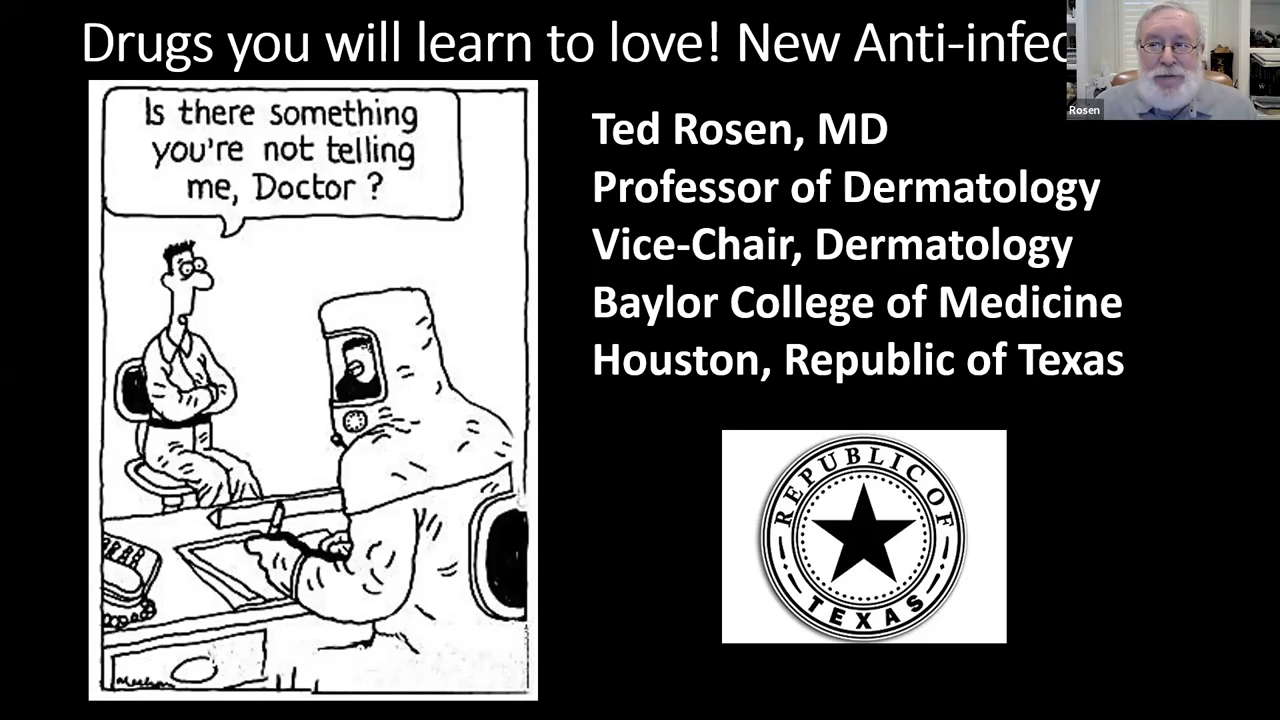 Drugs you will learn to love! New Anti-infec
Rosen
Is there something
you're not telling
me, Doctor ?
Ted Rosen, MD
Professor of Dermatology
Vice-Chair, Dermatology
Baylor College of Medicine
Houston, Republic of Texas
REPUBLIC OF
TEXAS